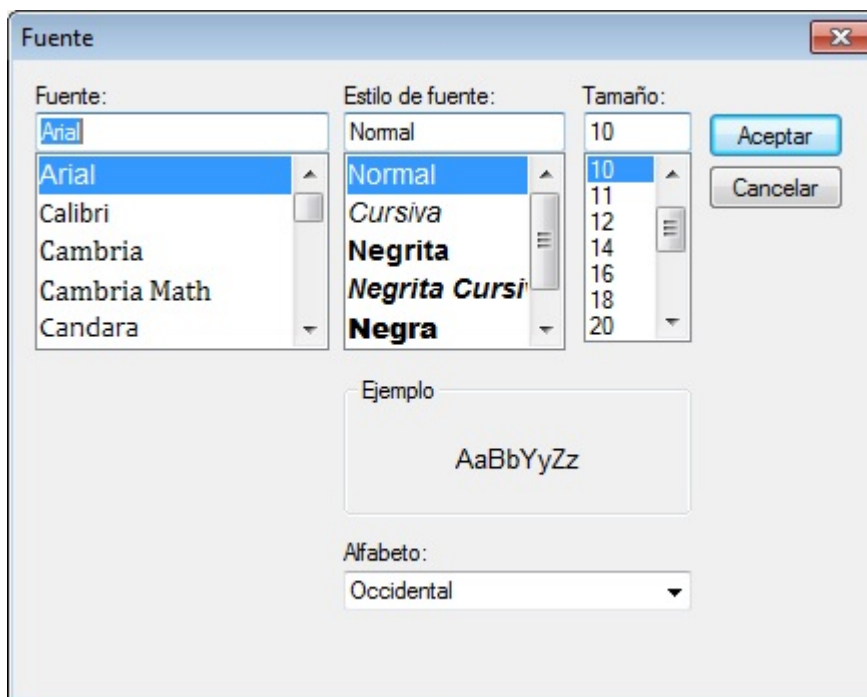 Fuente
Fuente:
Estilo de fuente:
Tamaño:
Arial
Normal
10
Aceptar
Cancelar
Arial
Calibri
Cambria
Cambria Math
Candara
Normal
Cursiva
Negrita
Negrita Cursi
Negra
10
11
12
14
16
18
20
Ejemplo
AaBbYyZz
Alfabeto:
Occidental